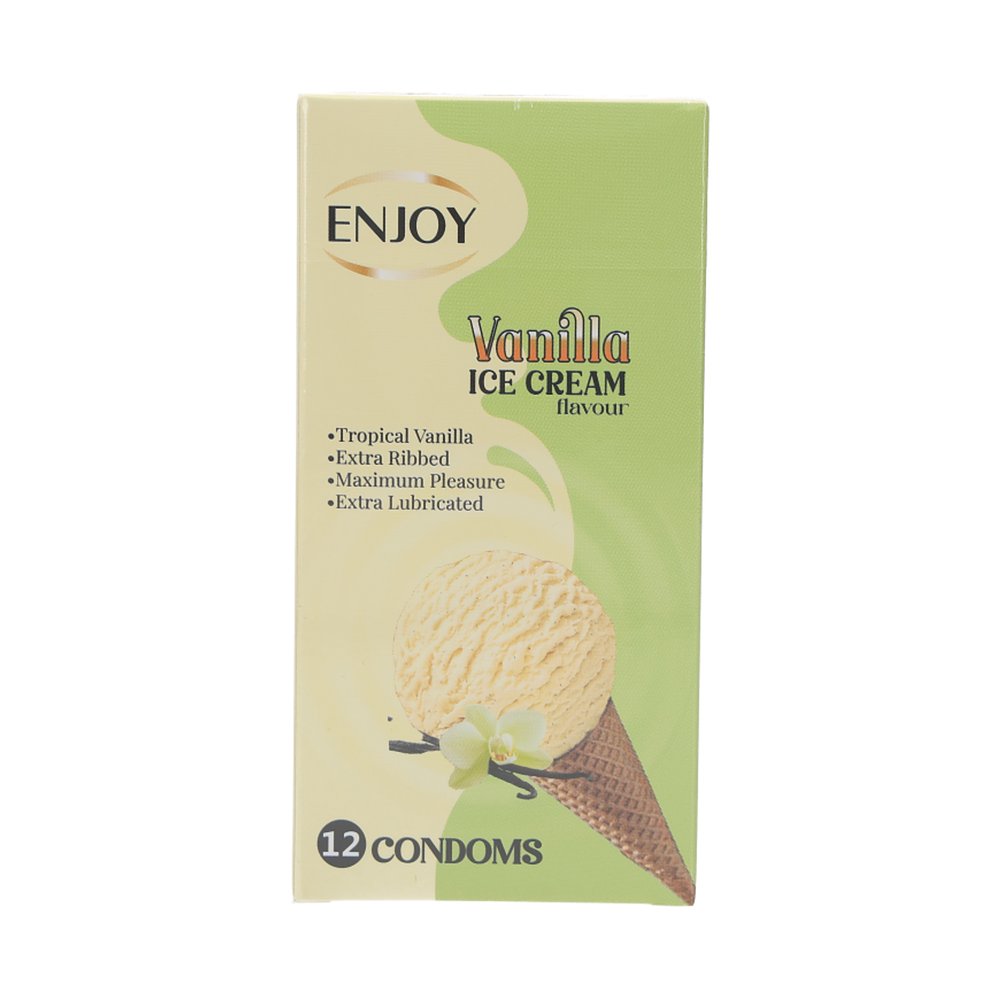 ENJOY
Vanilla
ICE CREAM
flavour
•Tropical Vanilla
•Extra Ribbed
•Maximum Pleasure
•Extra Lubricated
12 CONDOMS